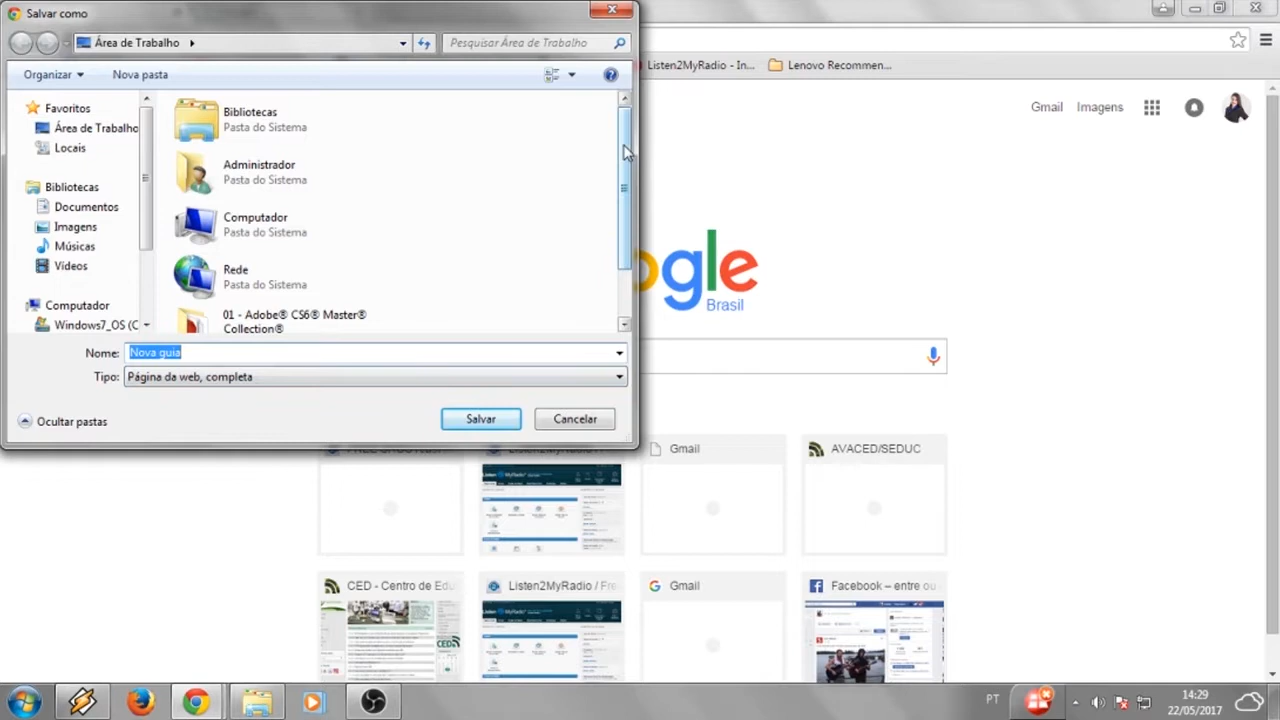 Salvar como
Área de Trabalho
Pesquisar Área de Trabalho
Organizar
Nova pasta
Favoritos
Área de Trabalho
Locais
Bibliotecas
Documentos
Imagens
Músicas
Vídeos
Computador
Windows7_OS (C
Bibliotecas
Pasta do Sistema
Administrador
Pasta do Sistema
Computador
Pasta do Sistema
Rede
Pasta do Sistema
01 - Adobe® CS6® Master®
Collection®
Nome: Nova guia
Tipo: Página da web, completa
Ocultar pastas
Salvar
Cancelar
Listen2MyRadio - In...
Lenovo Recommen...
Gmail
Imagens
ogle
Brasil
Gmail
AVACED/SEDUC
CED - Centro de Edu
Listen2MyRadio / Fre
Gmail
Facebook – entre ou
PT
14:29
22/05/2017